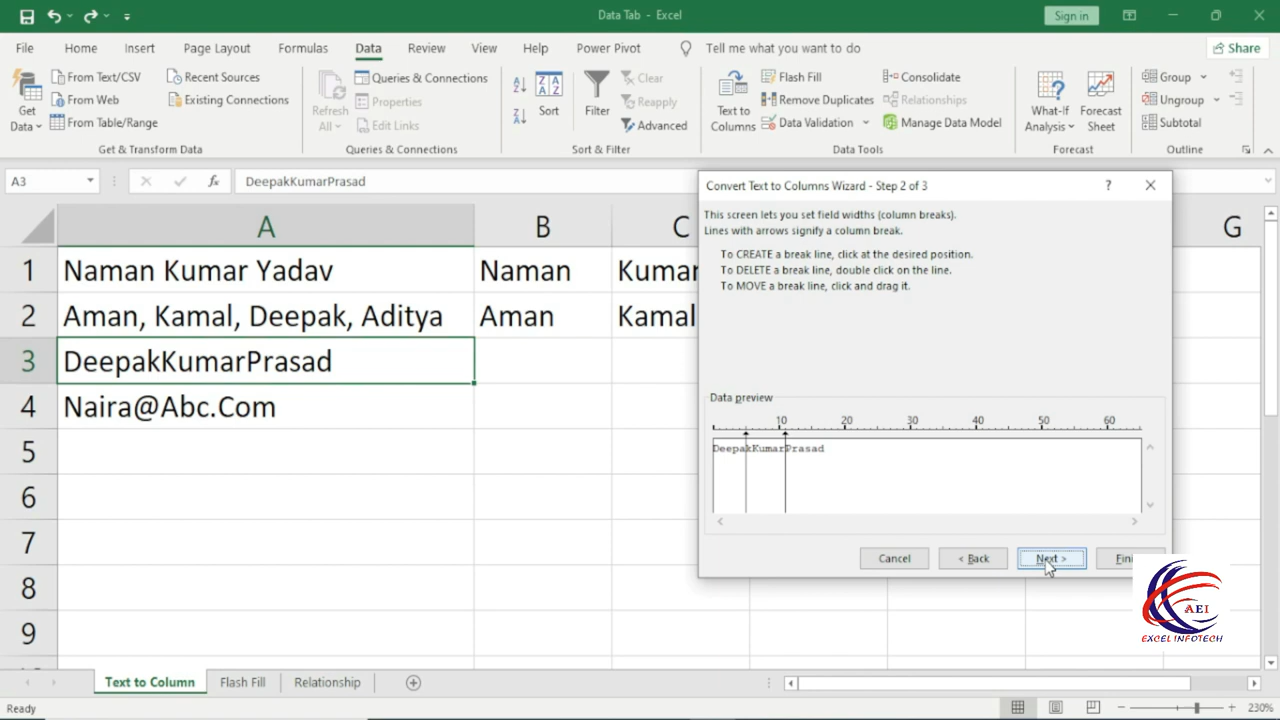 Data Tab - Excel
Sign in
File Home Insert Page Layout Formulas Data Review View Help Power Pivot Tell me what you want to do Share
Get Data
From Text/CSV
From Web
From Table/Range
Recent Sources
Existing Connections
Get & Transform Data
Refresh All
Queries & Connections
Properties
Edit Links
Queries & Connections
Sort
Filter
Clear
Reapply
Advanced
Sort & Filter
Text to Columns
Flash Fill
Remove Duplicates
Data Validation
Consolidate
Relationships
Manage Data Model
Data Tools
What-If Analysis
Forecast Sheet
Forecast
Group
Ungroup
Subtotal
Outline
A3 fx DeepakKumarPrasad
A B C G
1 Naman Kumar Yadav Naman Kumar
2 Aman, Kamal, Deepak, Aditya Aman Kamal
3 DeepakKumarPrasad
4 Naira@Abc.Com
5
6
7
8
9
Convert Text to Columns Wizard - Step 2 of 3 ?
This screen lets you set field widths (column breaks).
Lines with arrows signify a column break.
To CREATE a break line, click at the desired position.
To DELETE a break line, double click on the line.
To MOVE a break line, click and drag it.
Data preview
10 20 30 40 50 60
DeepakKumarPrasad
Cancel < Back Next > Fini
AEI
EXCEL INFOTECH
Text to Column Flash Fill Relationship
Ready 230%